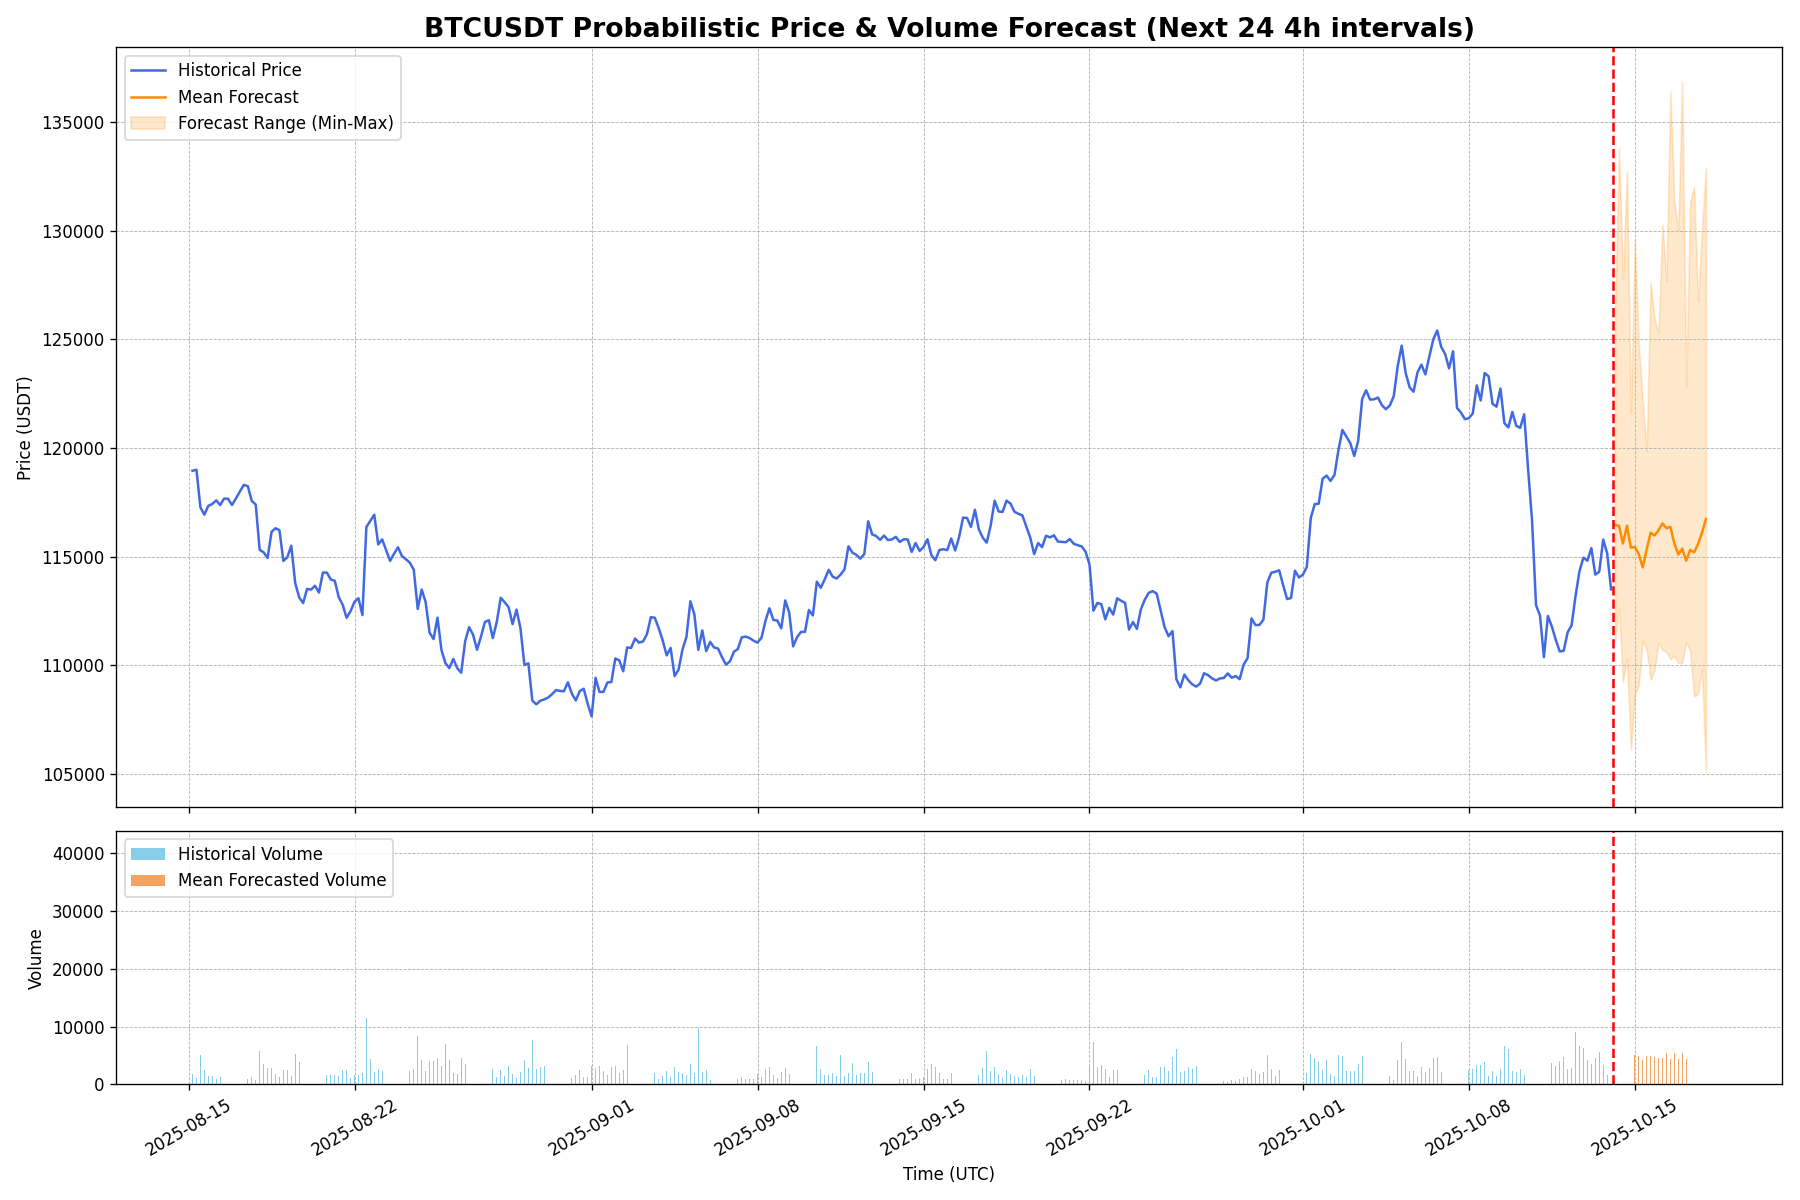 BTCUSDT Probabilistic Price & Volume Forecast (Next 24 4h intervals)
Historical Price
Mean Forecast
Forecast Range (Min-Max)
135000
130000
125000
120000
115000
110000
105000
Price (USDT)
Historical Volume
Mean Forecasted Volume
40000
30000
20000
10000
0
Volume
2025-08-15
2025-08-22
2025-09-01
2025-09-08
2025-09-15
2025-09-22
2025-10-01
2025-10-08
2025-10-15
Time (UTC)